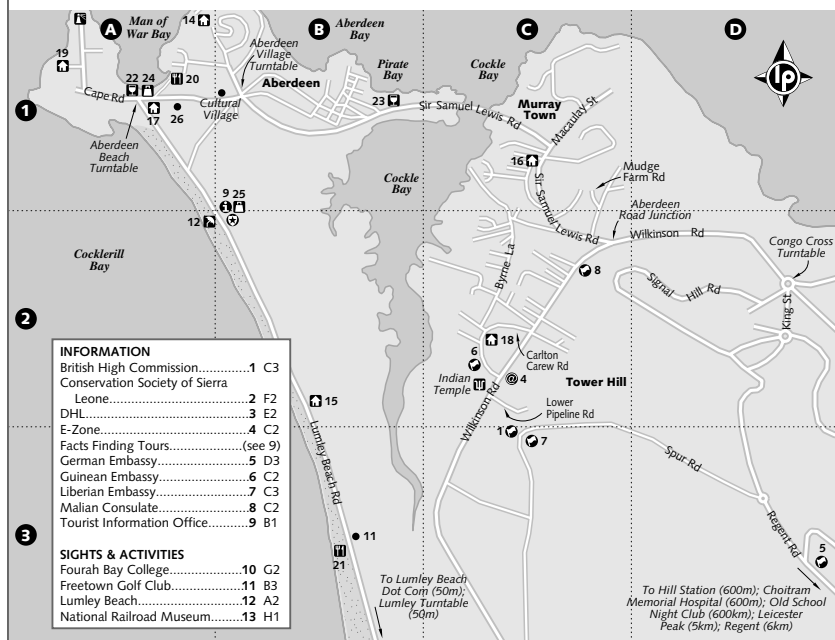 A
B
C
D
1
2
3
Man of
War Bay
14
19
22 24
20
Cape Rd
17
26
Cultural
Village
Aberdeen
Beach
Turntable
Aberdeen
Village
Turntable
Aberdeen
Aberdeen
Bay
Pirate
Bay
23
Cockle
Bay
Sir Samuel Lewis Rd
Murray
Town
Macaulay St
16
Cockle
Bay
Mudge
Farm Rd
Sir Samuel Lewis Rd
Aberdeen
Road Junction
lp
9 25
12
Cocklerill
Bay
Byrne La
Wilkinson Rd
8
Congo Cross
Turntable
Signal Hill Rd
King St
18
6
Carlton
Carew Rd
Indian
Temple
@ 4
Tower Hill
Lower
Pipeline Rd
Wilkinson Rd
15
Lumley Beach Rd
1
7
Spur Rd
Regent Rd
5
11
21
To Lumley Beach
Dot Com (50m);
Lumley Turntable
(50m)
To Hill Station (600m); Choitram
Memorial Hospital (600m); Old School
Night Club (600km); Leicester
Peak (5km); Regent (6km)
INFORMATION
British High Commission....................1 C3
Conservation Society of Sierra
Leone...................................2 F2
DHL.............................................3 E2
E-Zone.........................................4 C2
Facts Finding Tours....................(see 9)
German Embassy............................5 D3
Guinean Embassy...........................6 C2
Liberian Embassy............................7 C3
Malian Consulate............................8 C2
Tourist Information Office...............9 B1
SIGHTS & ACTIVITIES
Fourah Bay College.......................10 G2
Freetown Golf Club.......................11 B3
Lumley Beach...............................12 A2
National Railroad Museum.............13 H1